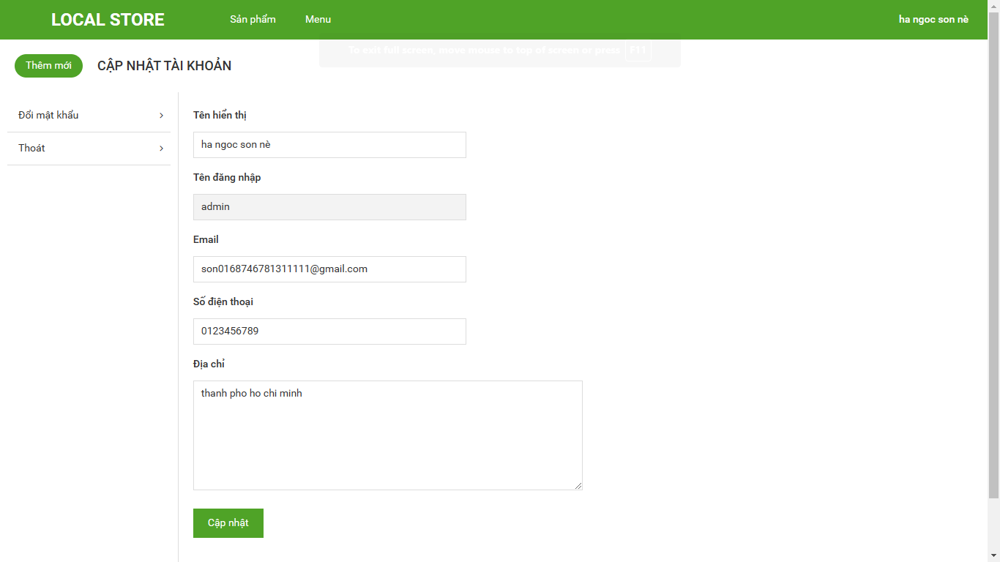 LOCAL STORE
Sản phẩm
Menu
ha ngoc son nè
To exit full screen, move mouse to top of screen or press F11
Thêm mới
CẬP NHẬT TÀI KHOẢN
Đổi mật khẩu
Thoát
Tên hiển thị
ha ngoc son nè
Tên đăng nhập
admin
Email
son0168746781311111@gmail.com
Số điện thoại
0123456789
Địa chỉ
thanh pho ho chi minh
Cập nhật